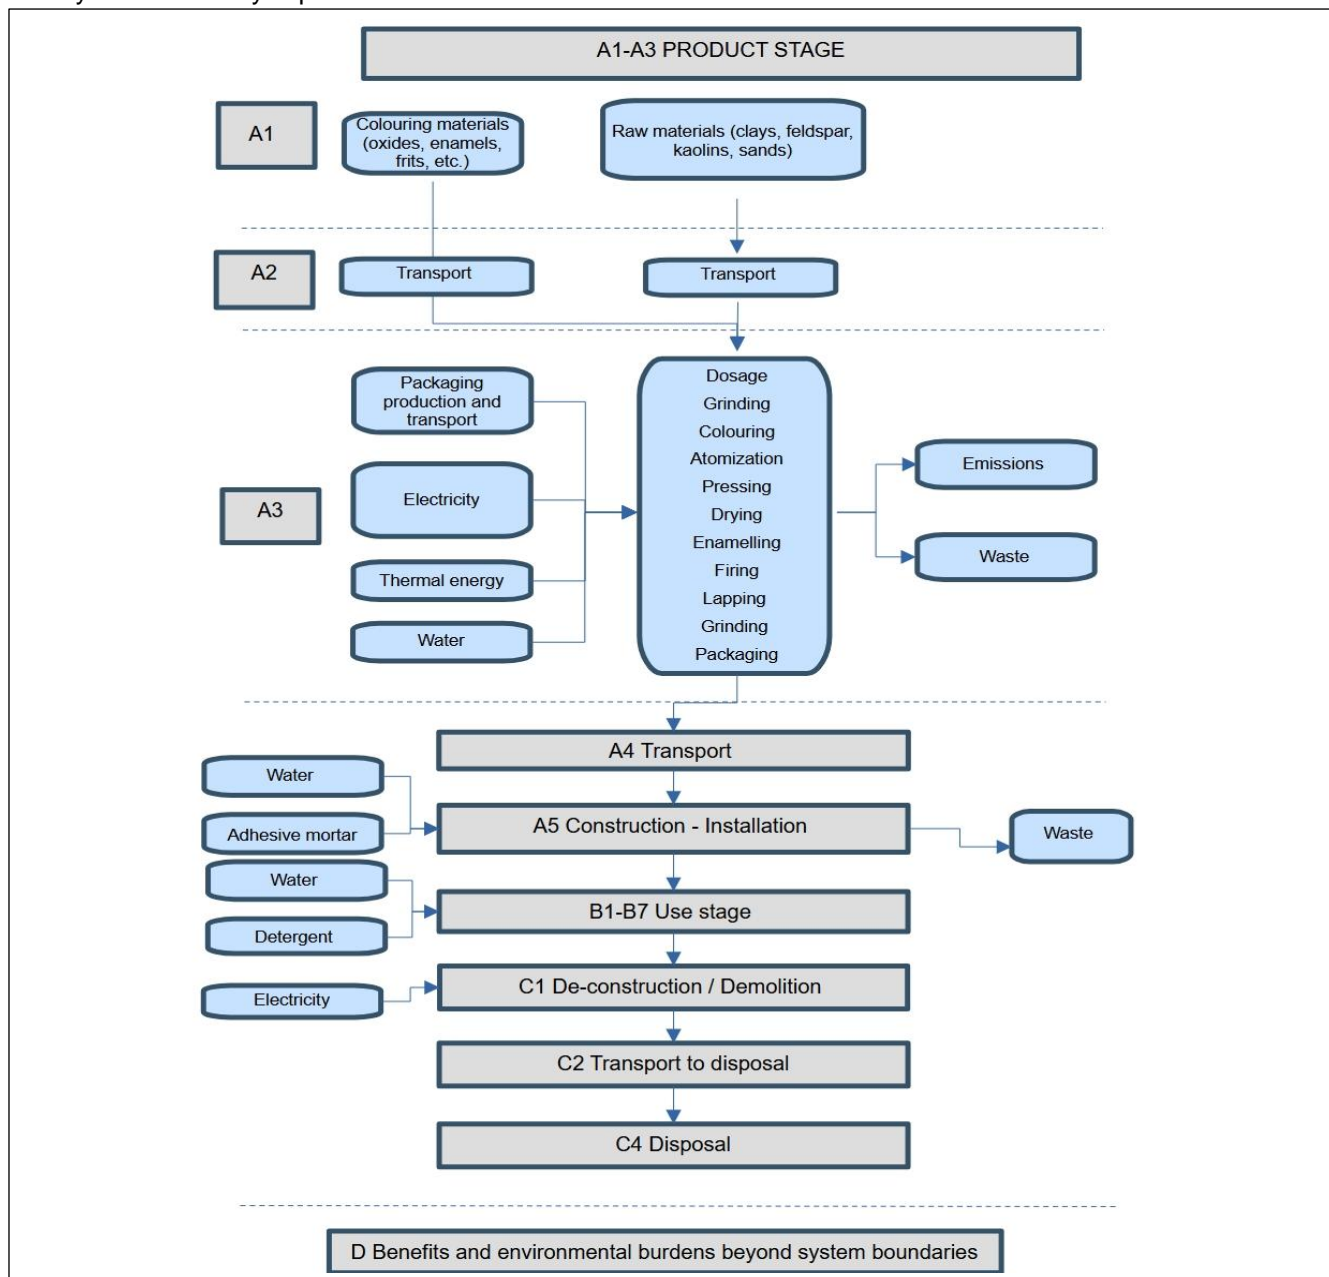 A1-A3 PRODUCT STAGE
A1
Colouring materials
(oxides, enamels,
frits, etc.)
Raw materials (clays, feldspar,
kaolins, sands)
A2
Transport
Transport
A3
Packaging
production and
transport
Electricity
Thermal energy
Water
Dosage
Grinding
Colouring
Atomization
Pressing
Drying
Enamelling
Firing
Lapping
Grinding
Packaging
Emissions
Waste
A4 Transport
Water
Adhesive mortar
A5 Construction - Installation
Waste
Water
Detergent
B1-B7 Use stage
Electricity
C1 De-construction / Demolition
C2 Transport to disposal
C4 Disposal
D Benefits and environmental burdens beyond system boundaries